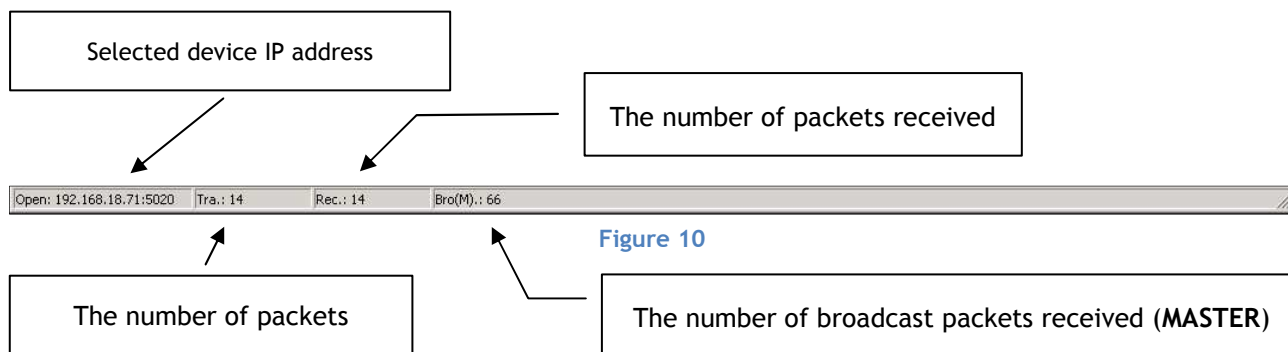 Selected device IP address
The number of packets received
Open: 192.168.18.71:5020 Tra.: 14 Rec.: 14 Bro(M).: 66
Figure 10
The number of packets
The number of broadcast packets received (MASTER)